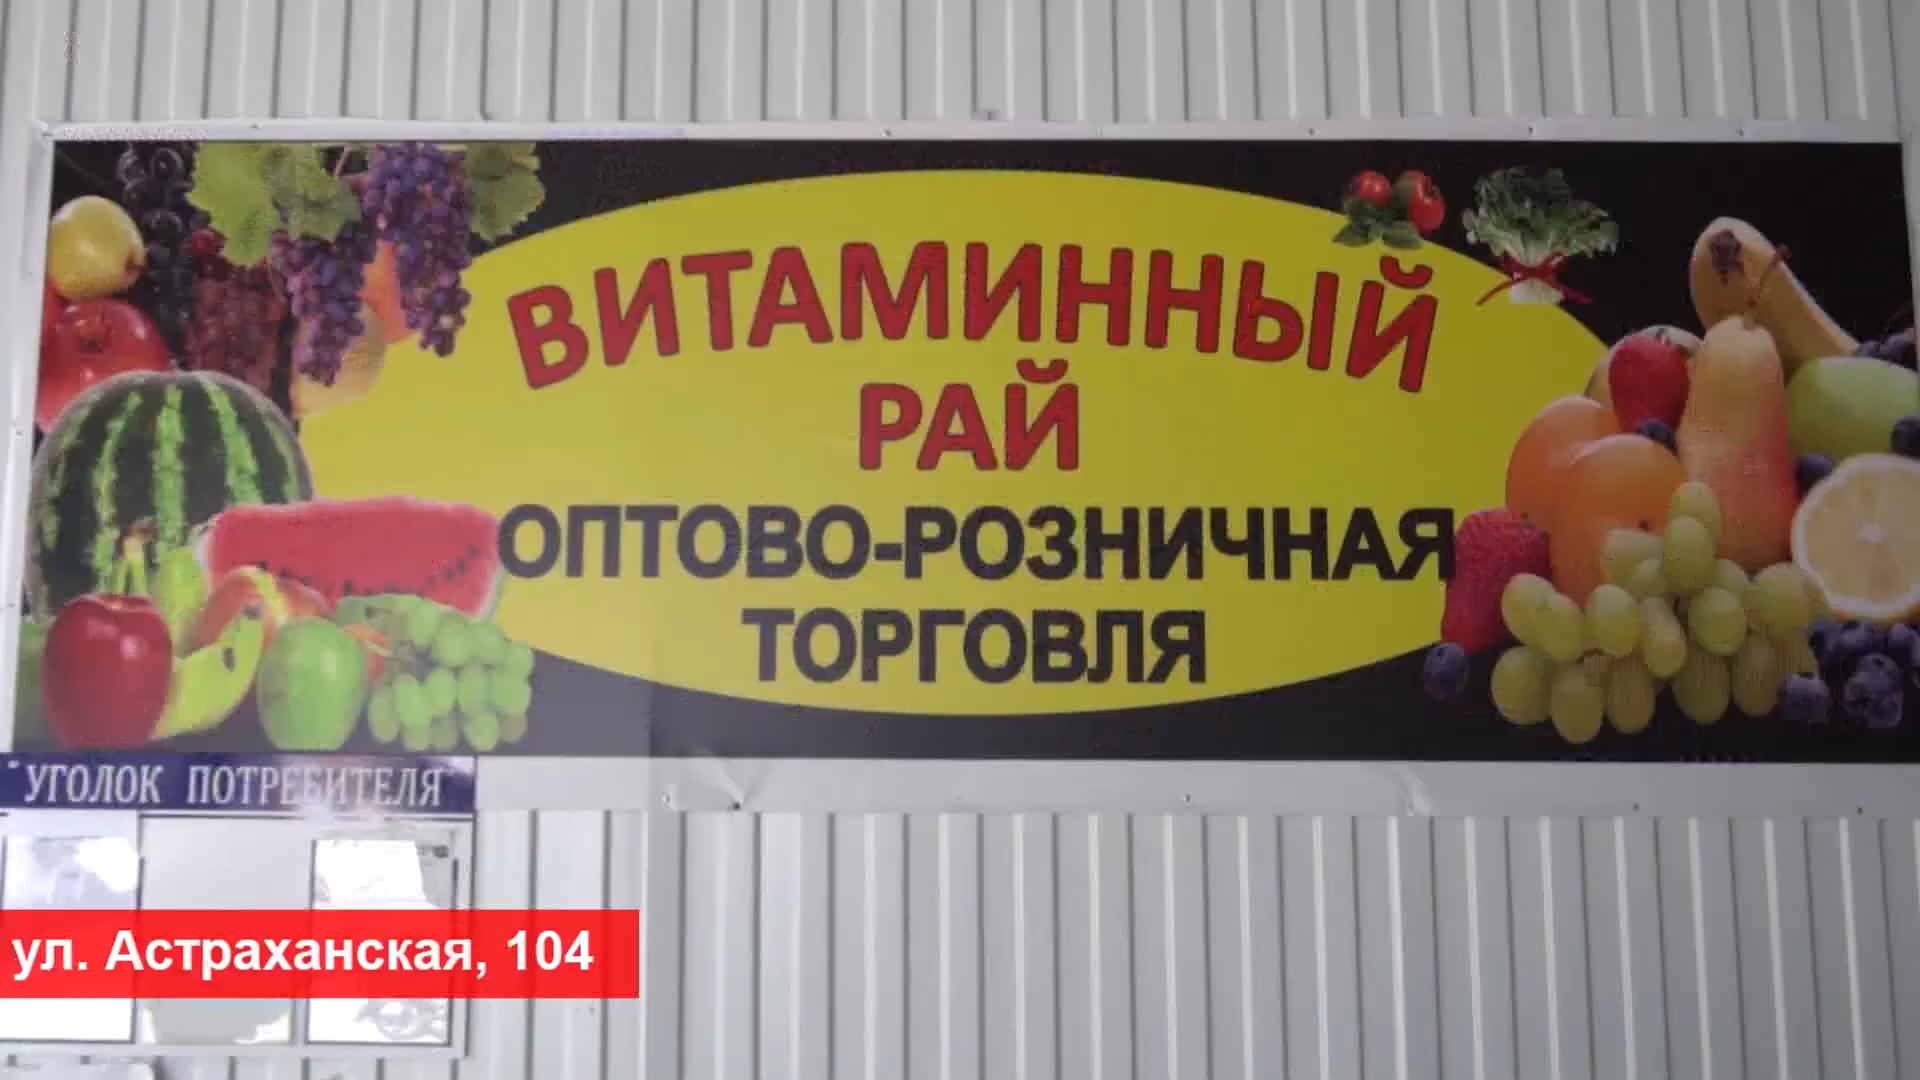 ВИТАМИННЫЙ
РАЙ
ОПТОВО-РОЗНИЧНАЯ
ТОРГОВЛЯ
"УГОЛОК ПОТРЕБИТЕЛЯ"
ул. Астраханская, 104